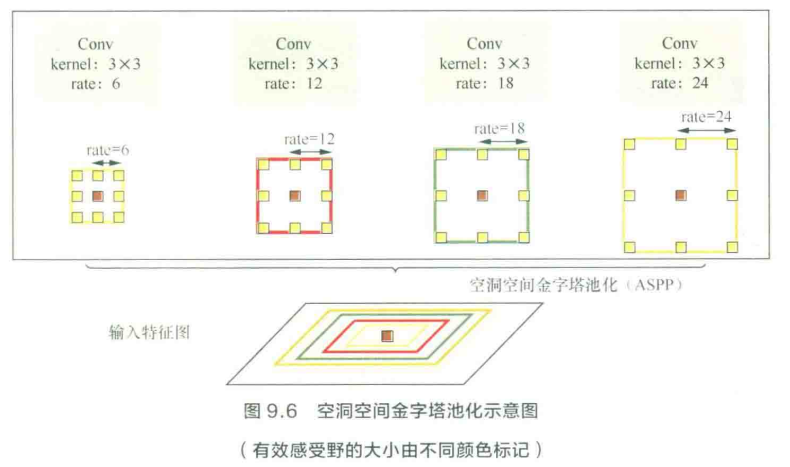 Conv
kernel: 3×3
rate: 6
Conv
kernel: 3×3
rate: 12
Conv
kernel: 3×3
rate: 18
Conv
kernel: 3×3
rate: 24
rate=6
rate=12
rate=18
rate=24
空洞空间金字塔池化（ASPP）
输入特征图
图 9.6 空洞空间金字塔池化示意图
（有效感受野的大小由不同颜色标记）